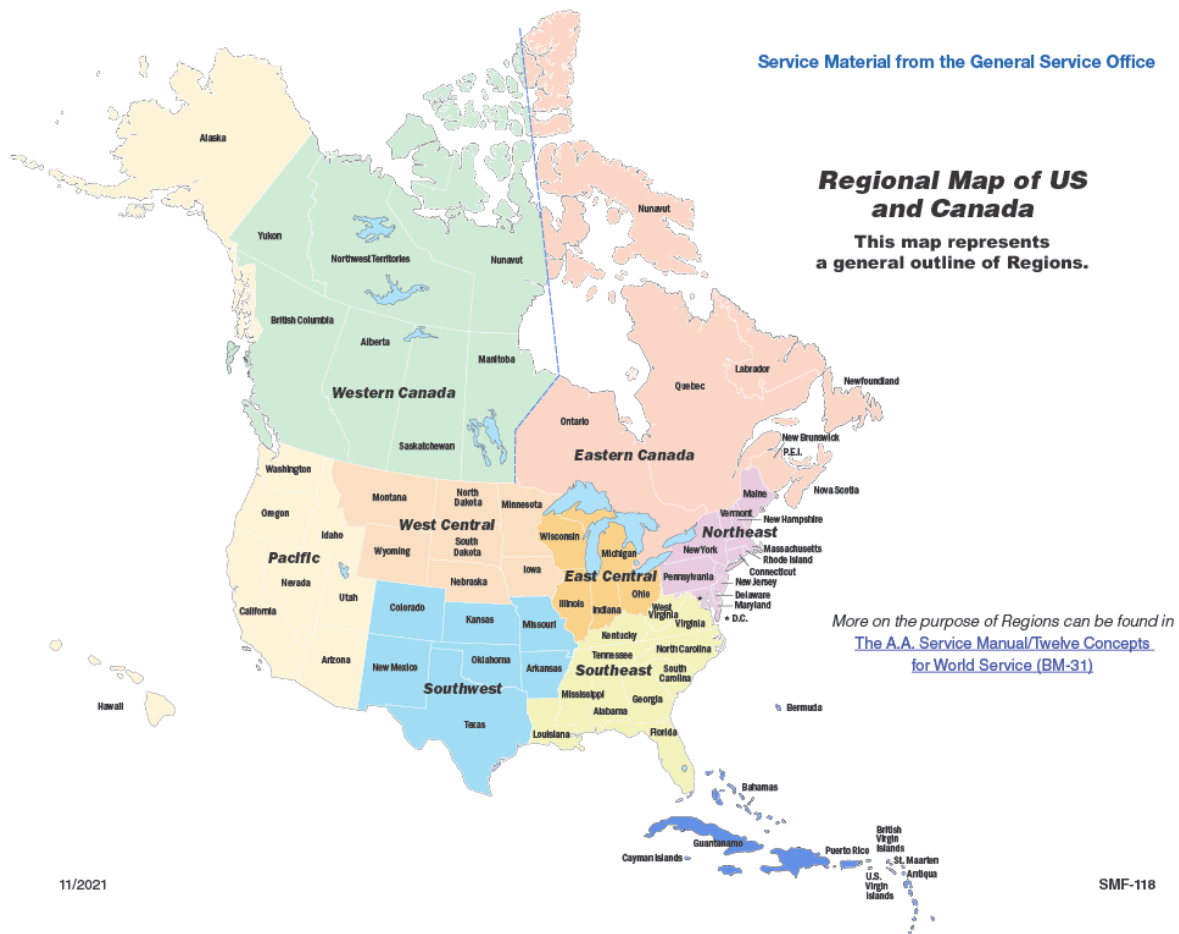 Service Material from the General Service Office
Regional Map of US
and Canada
This map represents
a general outline of Regions.
Alaska
Yukon
Northwest Territories
Nunavut
Nunavut
British Columbia
Alberta
Manitoba
Western Canada
Saskatchewan
Ontario
Quebec
Labrador
Newfoundland
Eastern Canada
New Brunswick
P.E.I.
Nova Scotia
Washington
Oregon
Idaho
Pacific
Nevada
Utah
California
Arizona
Hawaii
Montana
North
Dakota
Minnesota
West Central
Wyoming
South
Dakota
Iowa
Nebraska
Wisconsin
Michigan
East Central
Illinois
Indiana
Ohio
Maine
Vermont
New Hampshire
Northeast
New York
Massachusetts
Rhode Island
Connecticut
Pennsylvania
New Jersey
Delaware
Maryland
*
* D.C.
Colorado
Kansas
Missouri
New Mexico
Oklahoma
Arkansas
Southwest
Texas
West
Virginia
Virginia
Kentucky
Tennessee
North Carolina
Southeast
South
Carolina
Mississippi
Georgia
Alabama
Louisiana
Florida
More on the purpose of Regions can be found in
The A.A. Service Manual/Twelve Concepts
for World Service (BM-31)
Bermuda
Bahamas
Guantanamo
Cayman Islands
Puerto Rico
British
Virgin
Islands
St. Maarten
Antiqua
U.S.
Virgin
Islands
11/2021
SMF-118